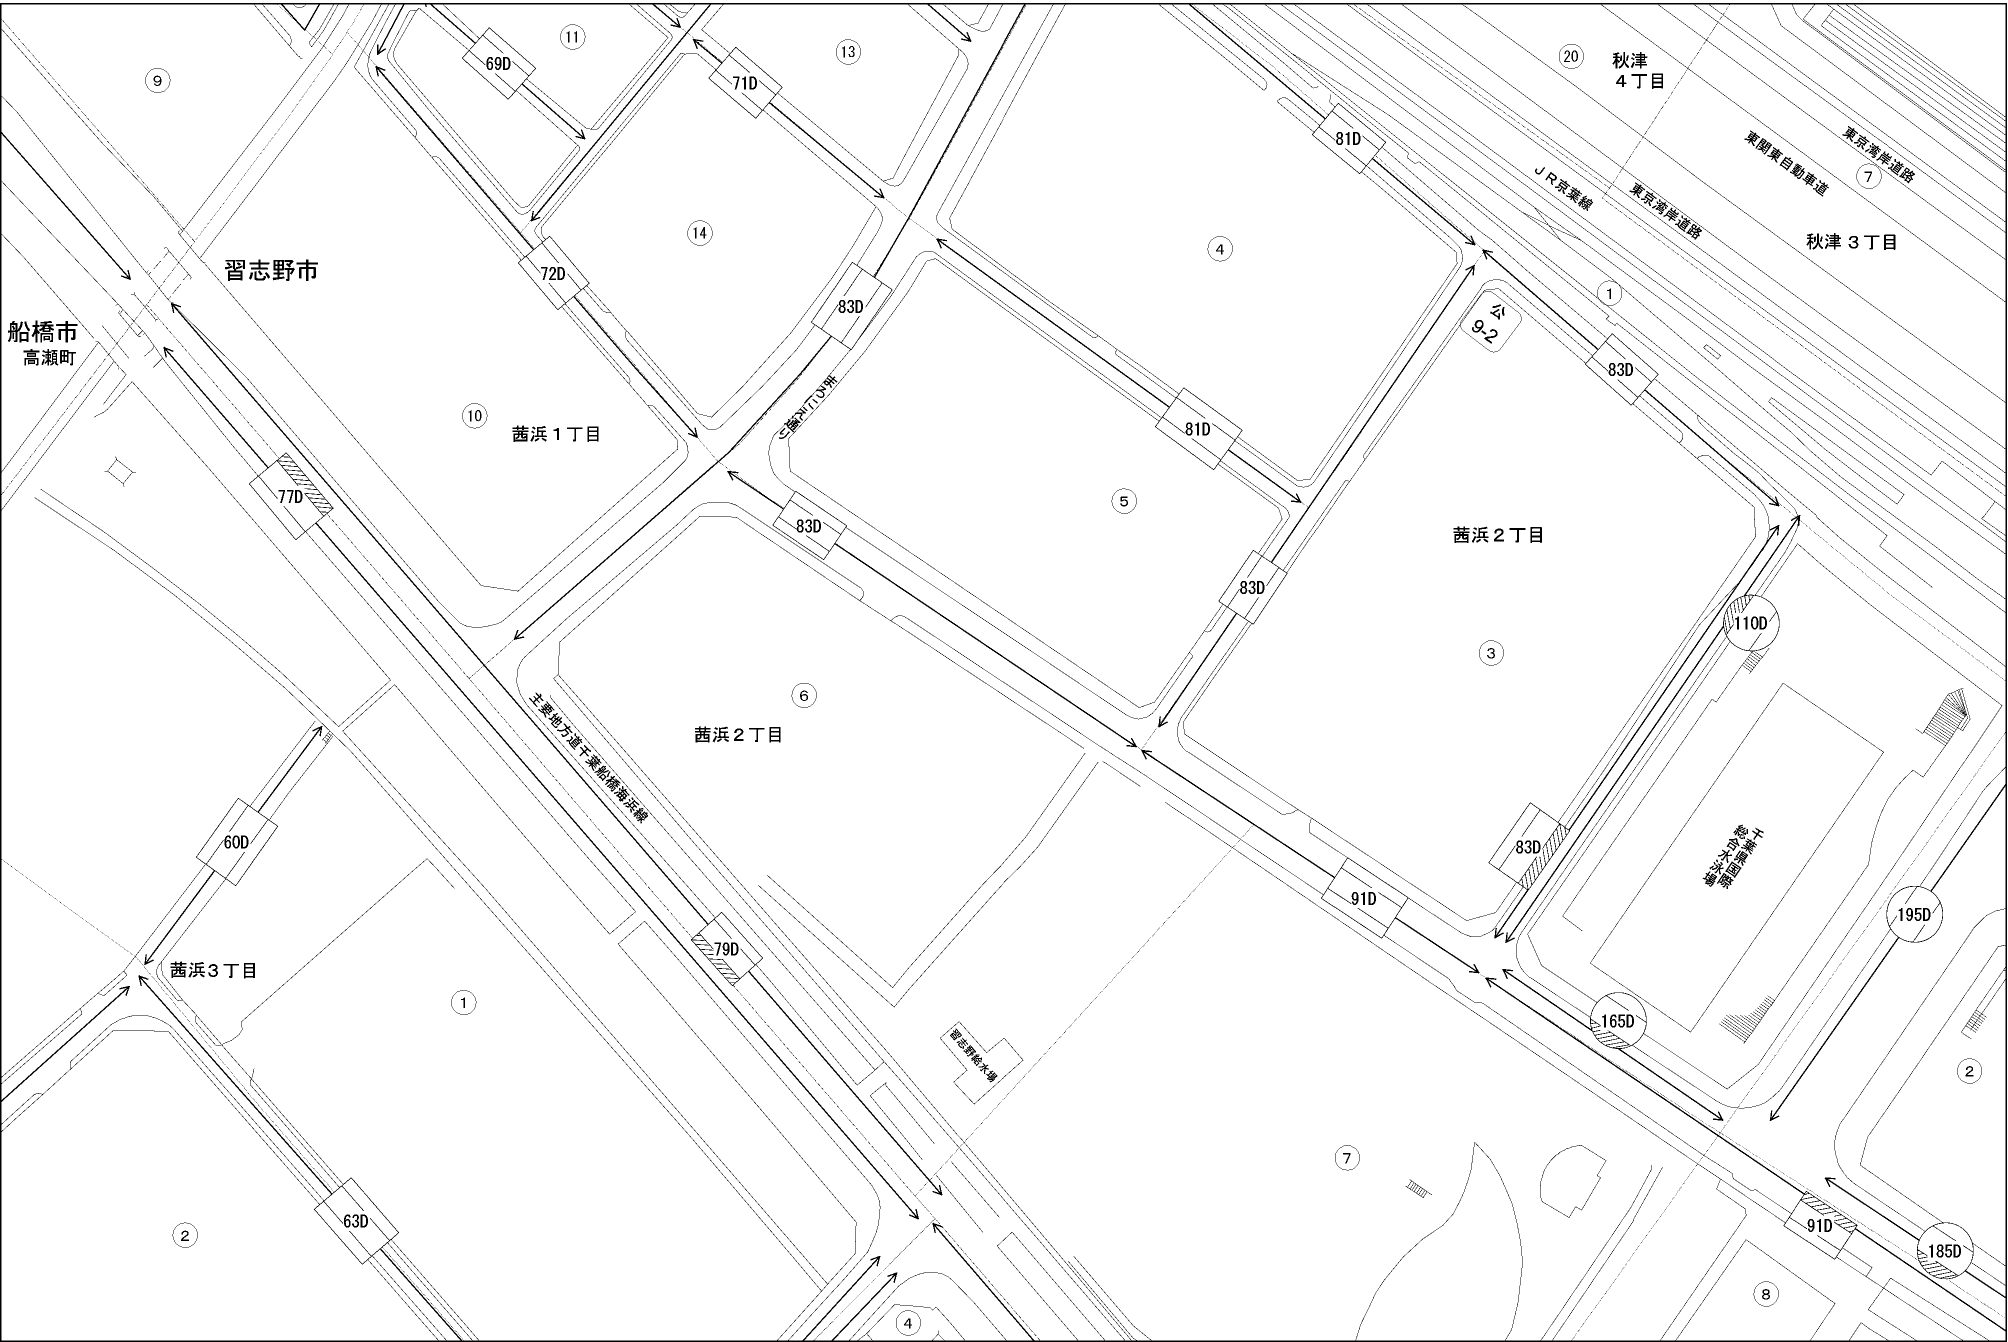 11
13
20
秋津
４丁目
9
69D
71D
81D
東京湾岸道路
東関東自動車道
7
ＪＲ京葉線
東京湾岸道路
秋津３丁目
14
4
習志野市
72D
83D
1
公
9-2
船橋市
高瀬町
83D
まろにえ通り
10
茜浜１丁目
81D
77D
5
83D
茜浜２丁目
83D
110D
3
6
主要地方道千葉船橋海浜線
茜浜２丁目
60D
83D
千葉県国際
総合水泳場
91D
195D
79D
茜浜３丁目
1
165D
習志野給水場
2
7
63D
2
91D
185D
8
4